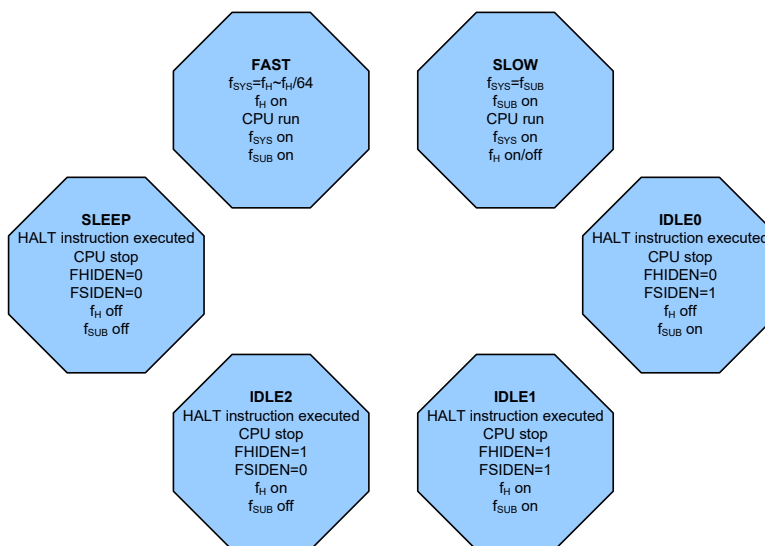 FAST
fSYS=fH~fH/64
fH on
CPU run
fSYS on
fSUB on
SLOW
fSYS=fSUB
fSUB on
CPU run
fSYS on
fH on/off
SLEEP
HALT instruction executed
CPU stop
FHIDEN=0
FSIDEN=0
fH off
fSUB off
IDLE0
HALT instruction executed
CPU stop
FHIDEN=0
FSIDEN=1
fH off
fSUB on
IDLE2
HALT instruction executed
CPU stop
FHIDEN=1
FSIDEN=0
fH on
fSUB off
IDLE1
HALT instruction executed
CPU stop
FHIDEN=1
FSIDEN=1
fH on
fSUB on